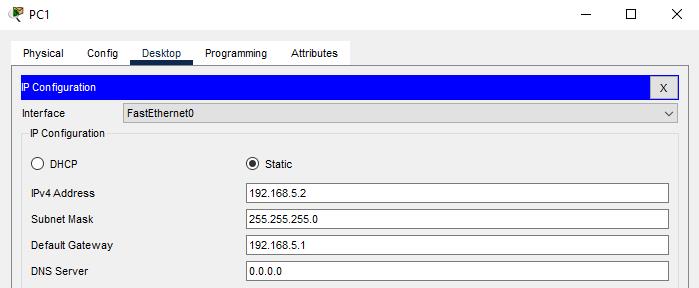 PC1
Physical Config Desktop Programming Attributes
IP Configuration X
Interface FastEthernet0
IP Configuration
DHCP Static
IPv4 Address 192.168.5.2
Subnet Mask 255.255.255.0
Default Gateway 192.168.5.1
DNS Server 0.0.0.0